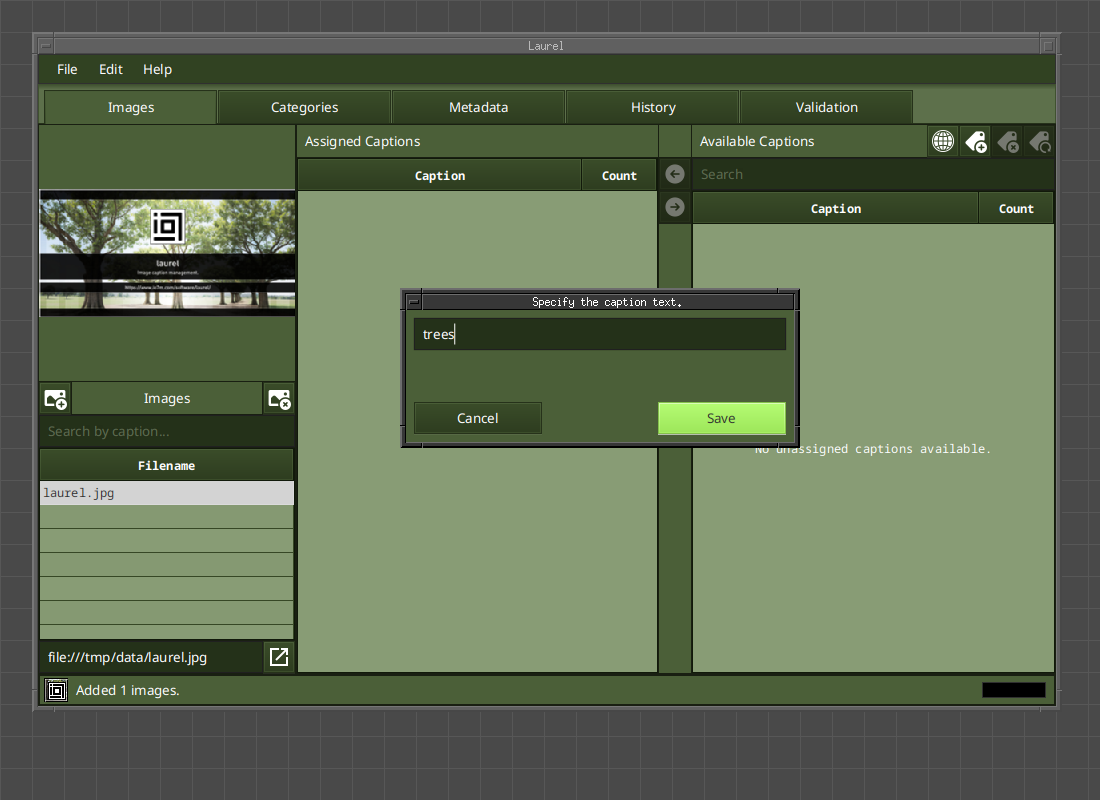 Laurel
File Edit Help
Images Categories Metadata History Validation
Assigned Captions
Available Captions
Caption Count
Search
Caption Count
laurel
Image caption management.
https://www.io7m.com/software/laurel/
Specify the caption text.
trees
Cancel Save
No unassigned captions available.
Images
Search by caption...
Filename
laurel.jpg
file:///tmp/data/laurel.jpg
Added 1 images.